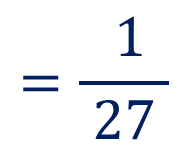 = 1/27